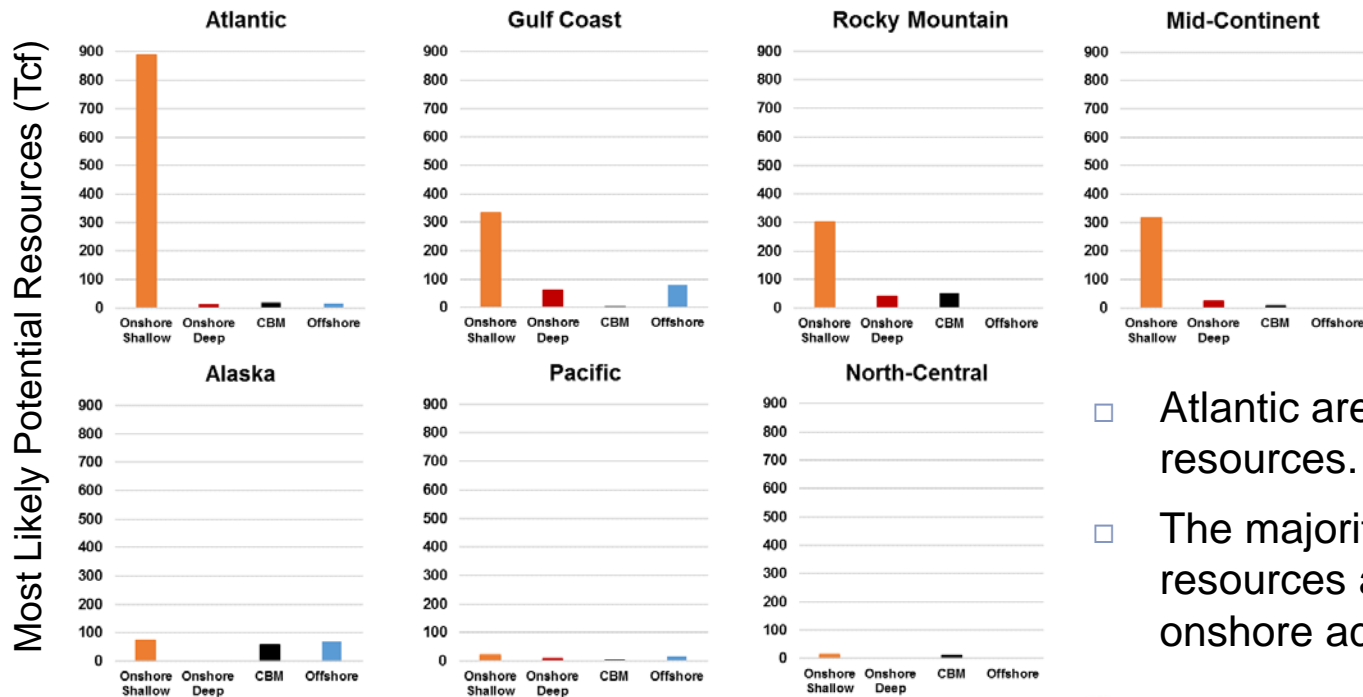 Most Likely Potential Resources (Tcf)
Atlantic
900
800
700
600
500
400
300
200
100
0
Onshore Shallow
Onshore Deep
CBM
Offshore
Gulf Coast
900
800
700
600
500
400
300
200
100
0
Onshore Shallow
Onshore Deep
CBM
Offshore
Rocky Mountain
900
800
700
600
500
400
300
200
100
0
Onshore Shallow
Onshore Deep
CBM
Offshore
Mid-Continent
900
800
700
600
500
400
300
200
100
0
Onshore Shallow
Onshore Deep
CBM
Offshore
Alaska
900
800
700
600
500
400
300
200
100
0
Onshore Shallow
Onshore Deep
CBM
Offshore
Pacific
900
800
700
600
500
400
300
200
100
0
Onshore Shallow
Onshore Deep
CBM
Offshore
North-Central
900
800
700
600
500
400
300
200
100
0
Onshore Shallow
Onshore Deep
CBM
Offshore
Atlantic
resources.
The
resources
onshore